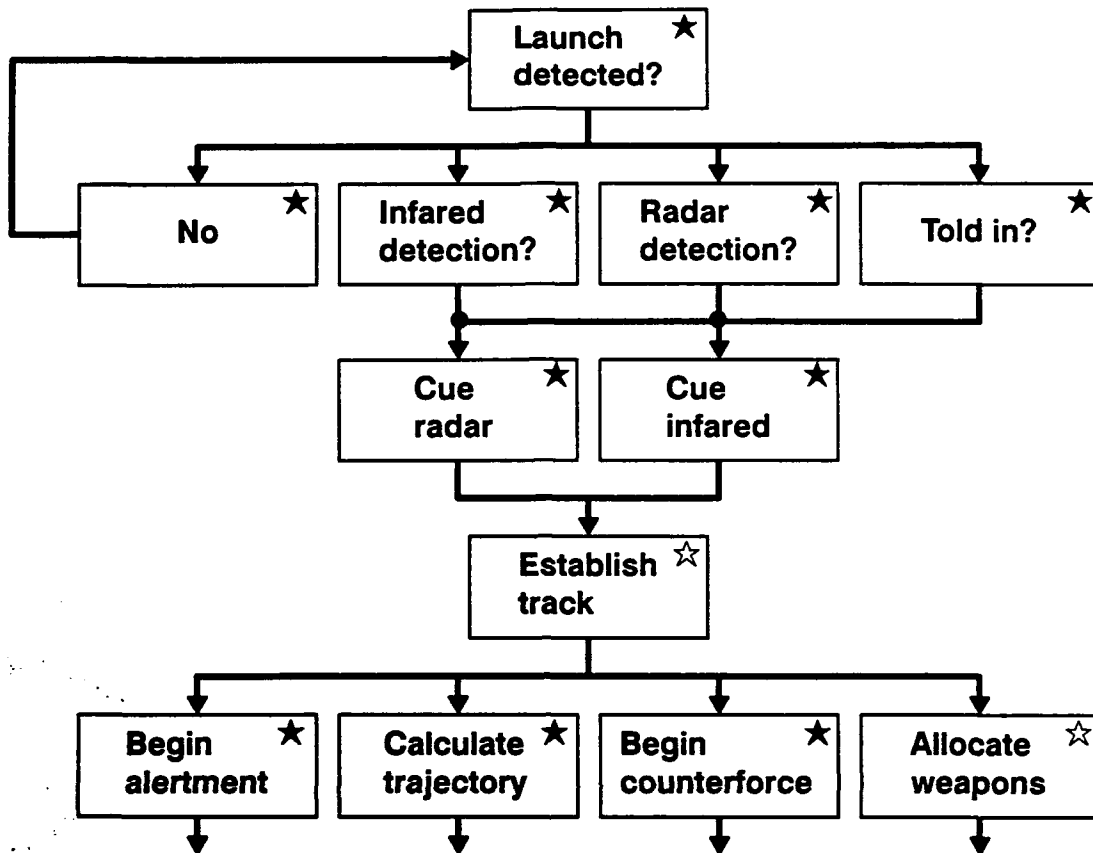 Launch
detected?
No
Infared
detection?
Radar
detection?
Told in?
Cue
radar
Cue
infared
Establish
track
Begin
alertment
Calculate
trajectory
Begin
counterforce
Allocate
weapons